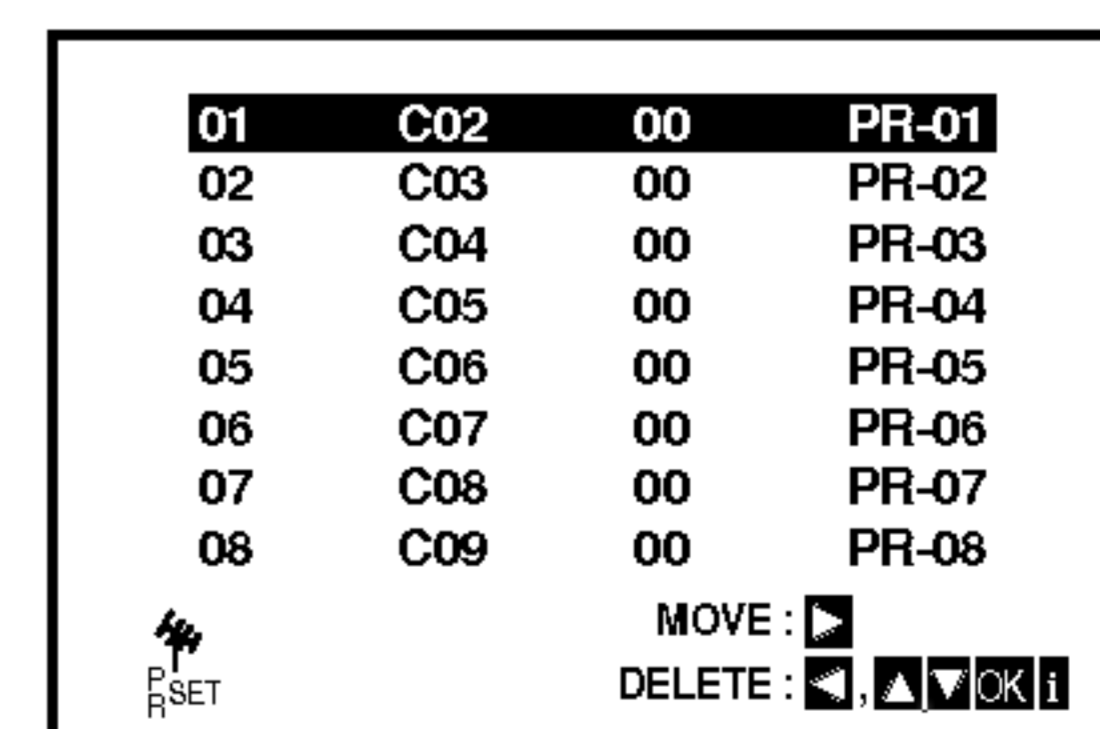 01 C02 00 PR-01
02 C03 00 PR-02
03 C04 00 PR-03
04 C05 00 PR-04
05 C06 00 PR-05
06 C07 00 PR-06
07 C08 00 PR-07
08 C09 00 PR-08
MOVE : ▷
PR SET
DELETE : ◁ , △ ▽ OK i